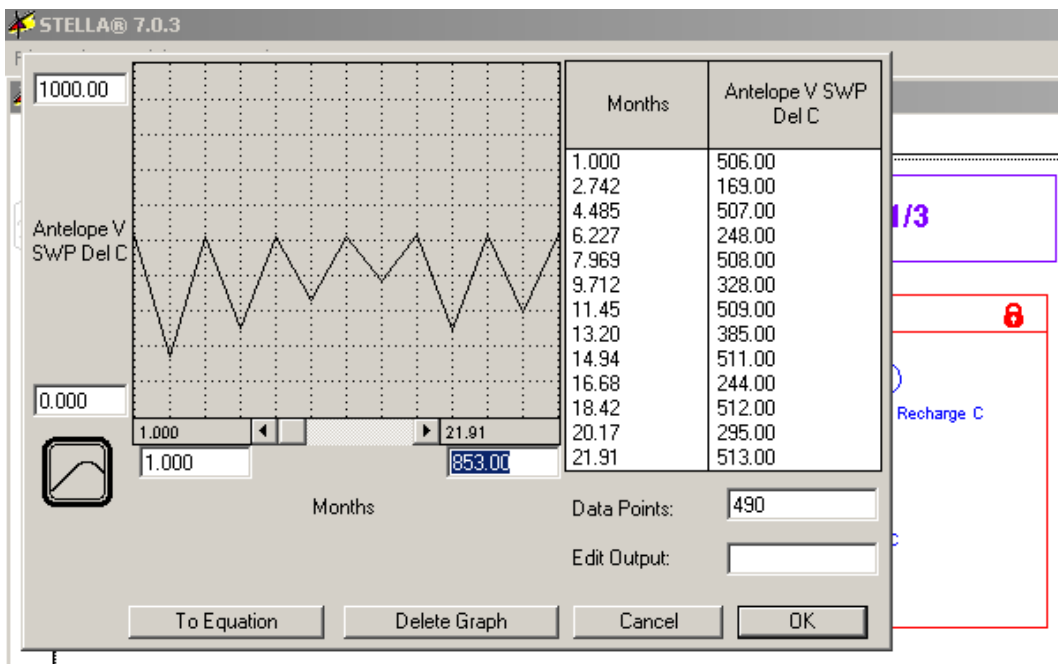 STELLA® 7.0.3
1000.00
Antelope V
SWP Del C
0.000
1.000
21.91
1.000
853.00
Months
Months
Antelope V SWP
Del C
1.000 506.00
2.742 169.00
4.485 507.00
6.227 248.00
7.969 508.00
9.712 328.00
11.45 509.00
13.20 385.00
14.94 511.00
16.68 244.00
18.42 512.00
20.17 295.00
21.91 513.00
Data Points: 490
Edit Output:
To Equation
Delete Graph
Cancel
OK
1/3
Recharge C